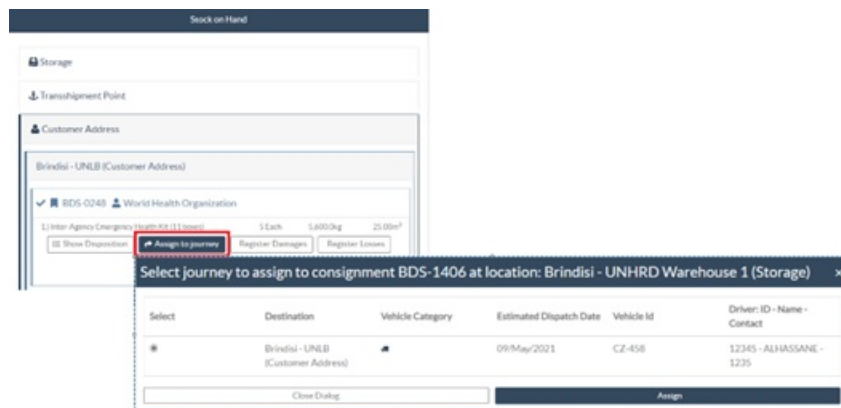 Stock on Hand
Storage
Transshipment Point
Customer Address
Brindisi - UNLB (Customer Address)
BDS-0248 World Health Organization
1.) Inter Agency Emergency Health Kit (11 boxes) 5 Each 5,600.0kg 25.00m³
Show Disposition Assign to journey Register Damages Register Losses
Select journey to assign to consignment BDS-1406 at location: Brindisi - UNHRD Warehouse 1 (Storage) ×
Select Destination Vehicle Category Estimated Dispatch Date Vehicle Id Driver: ID - Name - Contact
Brindisi - UNLB (Customer Address) 09/May/2021 CZ-458 12345 - ALHASSANE - 1235
Close Dialog Assign